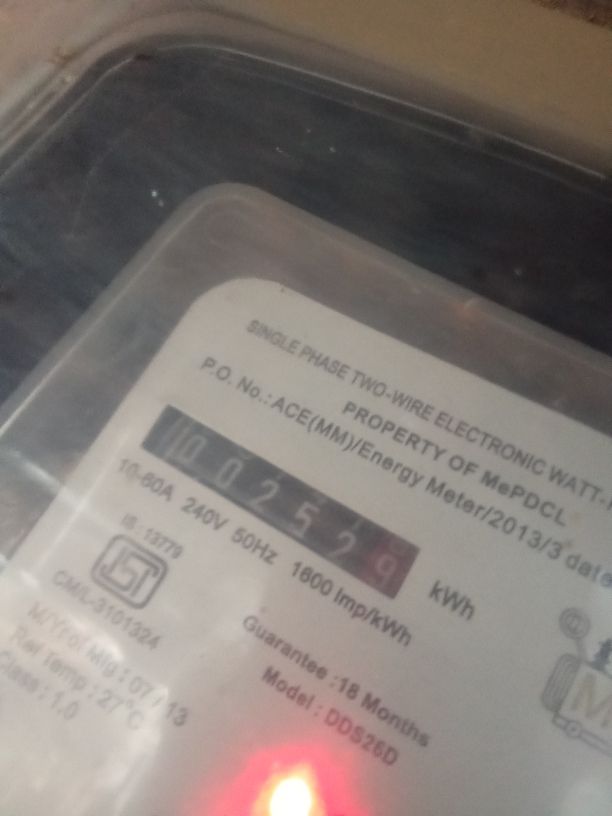 SINGLE PHASE TWO-WIRE ELECTRONIC WATT-
PROPERTY OF MePDCL
P.O. No.: ACE(MM)/Energy Meter/2013/3 date
002529 kWh
10-60A 240V 50Hz 1600 Imp/kWh
IS : 13779
ISI
CM/L-3101324
Guarantee : 18 Months
M/Y of Mfg : 07 / 13
Model : DDS26D
Ref Temp : 27°C
Class : 1.0
M